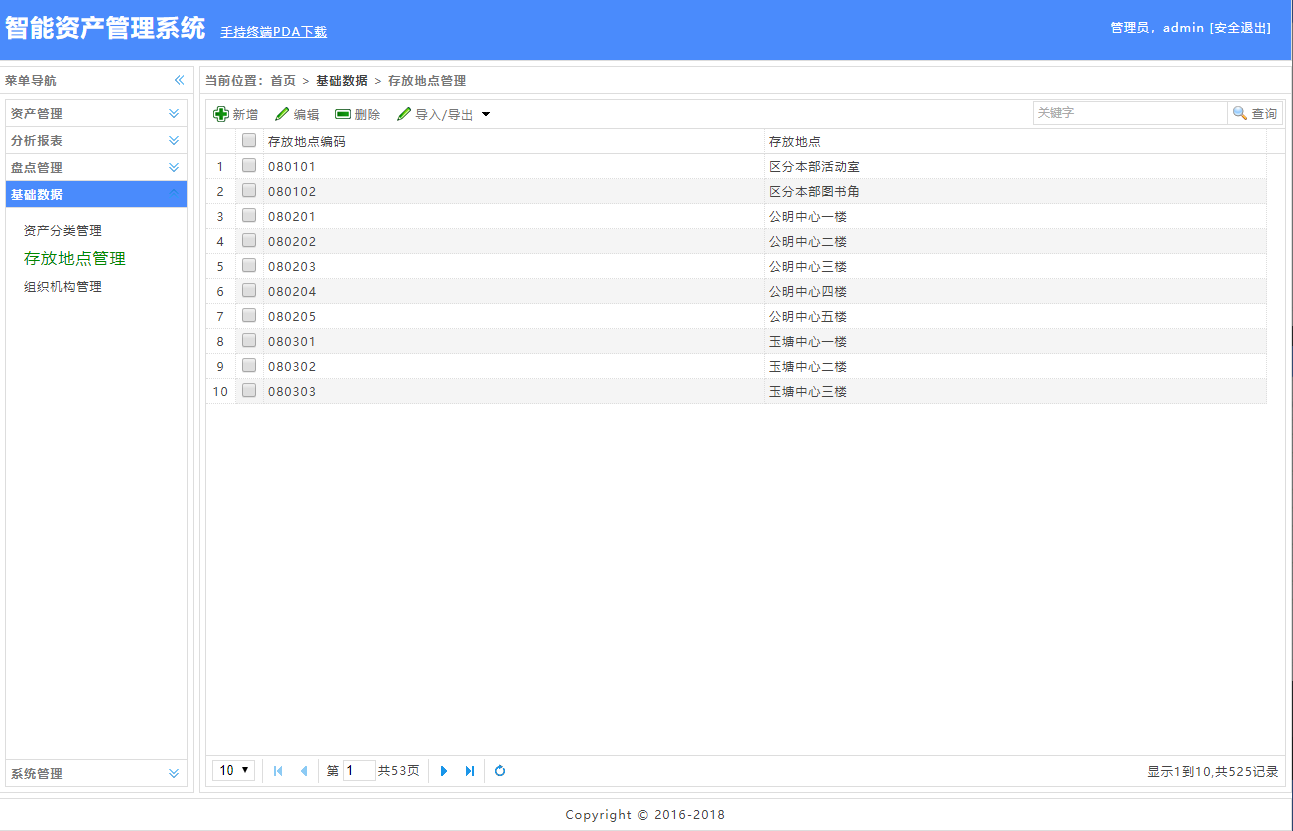 智能资产管理系统 手持终端PDA下载 管理员，admin [安全退出]
菜单导航
资产管理
分析报表
盘点管理
基础数据
资产分类管理
存放地点管理
组织机构管理
系统管理
当前位置：首页 > 基础数据 > 存放地点管理
新增 编辑 删除 导入/导出 关键字 查询
存放地点编码 存放地点
1 080101 区分本部活动室
2 080102 区分本部图书角
3 080201 公明中心一楼
4 080202 公明中心二楼
5 080203 公明中心三楼
6 080204 公明中心四楼
7 080205 公明中心五楼
8 080301 玉塘中心一楼
9 080302 玉塘中心二楼
10 080303 玉塘中心三楼
10 第 1 共53页 显示1到10,共525记录
Copyright © 2016-2018